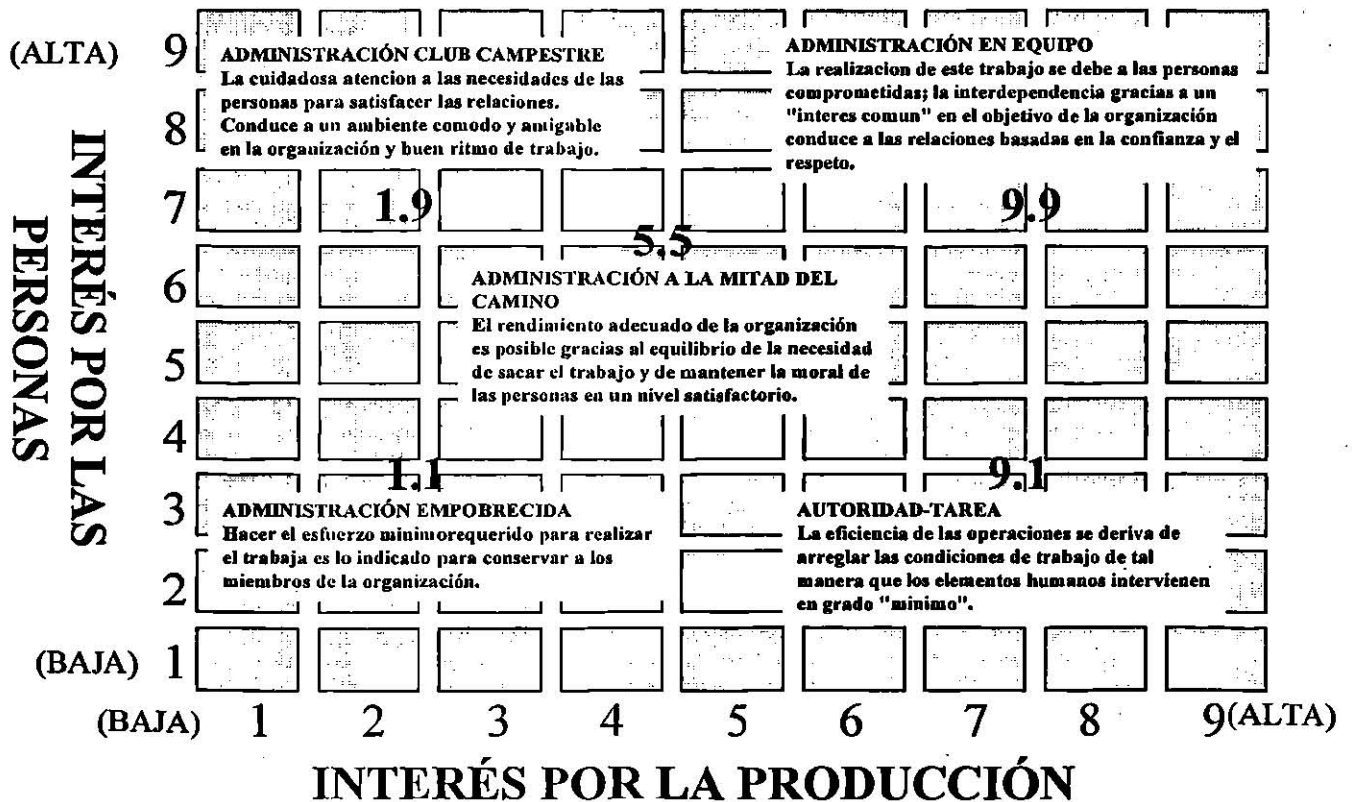 (ALTA)
INTERÉS POR LAS
PERSONAS
9
8
7
6
5
4
3
2
1
(BAJA)
ADMINISTRACIÓN CLUB CAMPESTRE
La cuidadosa atencion a las necesidades de las
personas para satisfacer las relaciones.
Conduce a un ambiente comodo y amigable
en la organización y buen ritmo de trabajo.
1.9
ADMINISTRACIÓN EN EQUIPO
La realizacion de este trabajo se debe a las personas
comprometidas; la interdependencia gracias a un
"interes comun" en el objetivo de la organización
conduce a las relaciones basadas en la confianza y el
respeto.
9.9
5.5
ADMINISTRACIÓN A LA MITAD DEL
CAMINO
El rendimiento adecuado de la organización
es posible gracias al equilibrio de la necesidad
de sacar el trabajo y de mantener la moral de
las personas en un nivel satisfactorio.
1.1
ADMINISTRACIÓN EMPOBRECIDA
Hacer el esfuerzo minimorequerido para realizar
el trabaja es lo indicado para conservar a los
miembros de la organización.
9.1
AUTORIDAD-TAREA
La eficiencia de las operaciones se deriva de
arreglar las condiciones de trabajo de tal
manera que los elementos humanos intervienen
en grado "minimo".
(BAJA) 1 2 3 4 5 6 7 8 9(ALTA)
INTERÉS POR LA PRODUCCIÓN